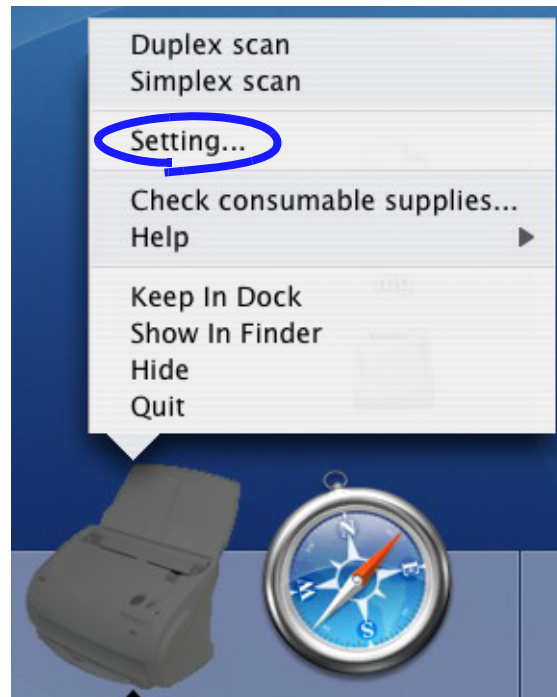 Duplex scan
Simplex scan
Setting...
Check consumable supplies...
Help
Keep In Dock
Show In Finder
Hide
Quit
N
E
W
S